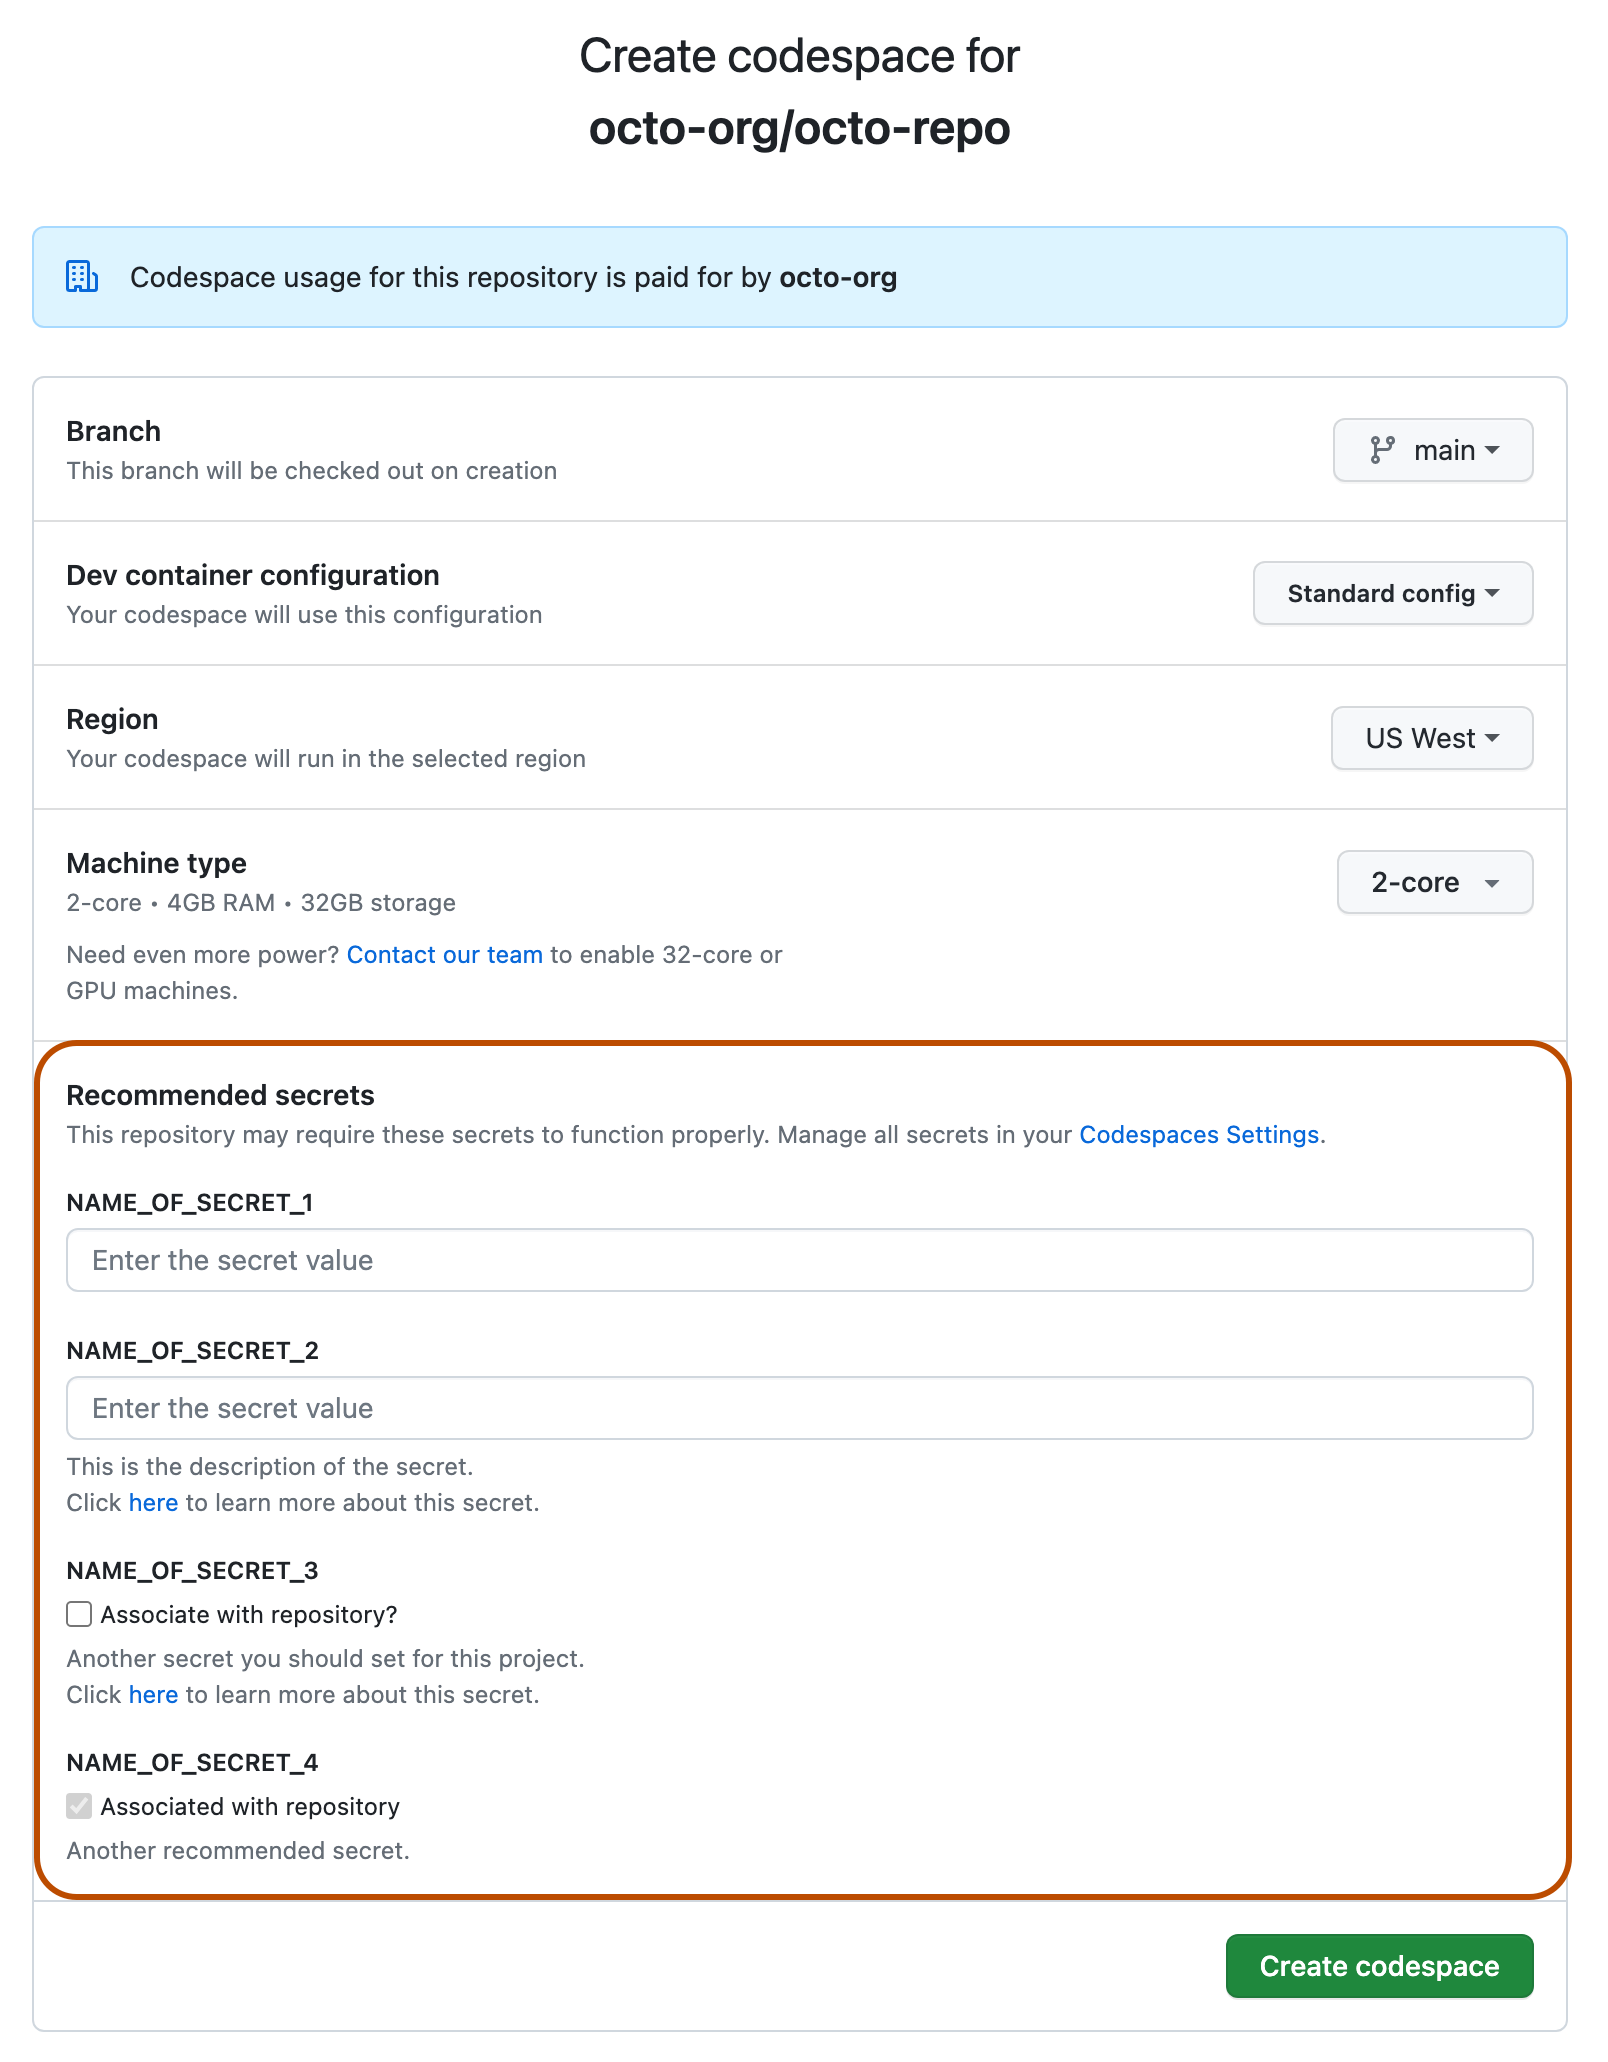 Create codespace for
octo-org/octo-repo
Codespace usage for this repository is paid for by octo-org
Branch
This branch will be checked out on creation
main
Dev container configuration
Your codespace will use this configuration
Standard config
Region
Your codespace will run in the selected region
US West
Machine type
2-core • 4GB RAM • 32GB storage
2-core
Need even more power? Contact our team to enable 32-core or
GPU machines.
Recommended secrets
This repository may require these secrets to function properly. Manage all secrets in your Codespaces Settings.
NAME_OF_SECRET_1
Enter the secret value
NAME_OF_SECRET_2
Enter the secret value
This is the description of the secret.
Click here to learn more about this secret.
NAME_OF_SECRET_3
Associate with repository?
Another secret you should set for this project.
Click here to learn more about this secret.
NAME_OF_SECRET_4
Associated with repository
Another recommended secret.
Create codespace